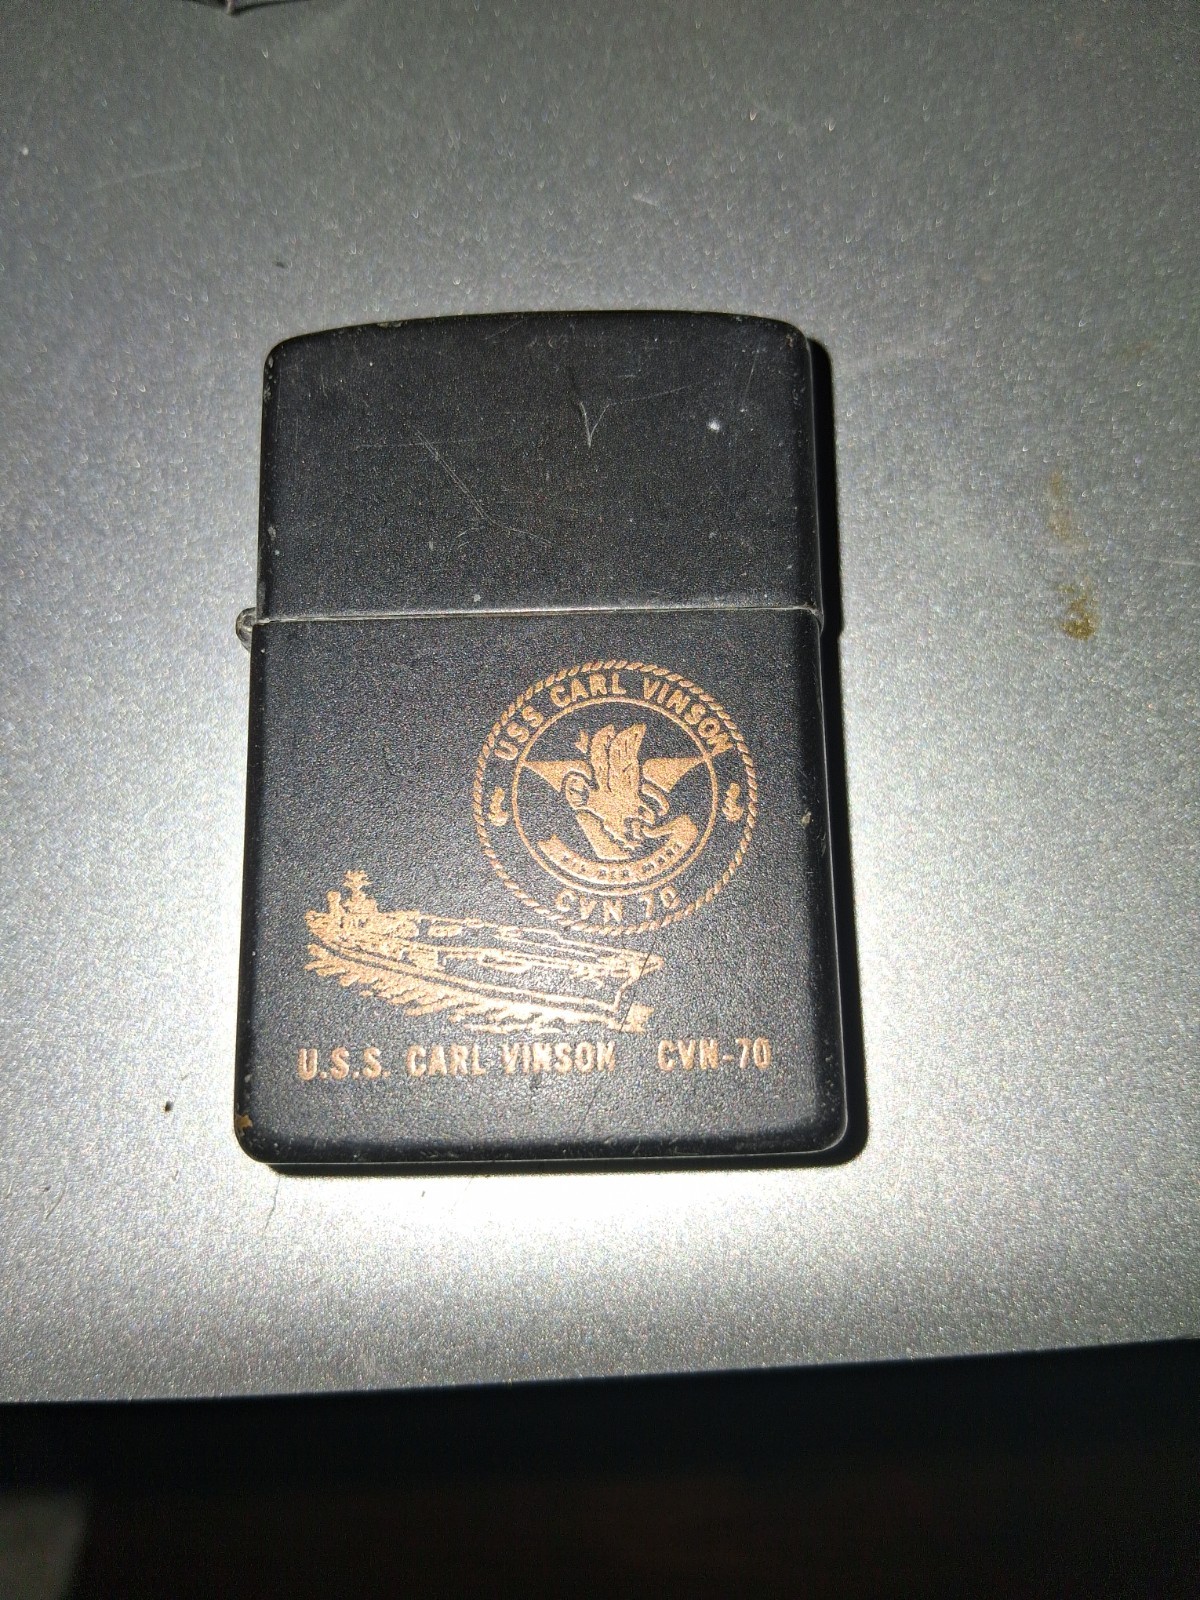 USS CARL VINSON
CVN 70
U.S.S. CARL VINSON CVN-70